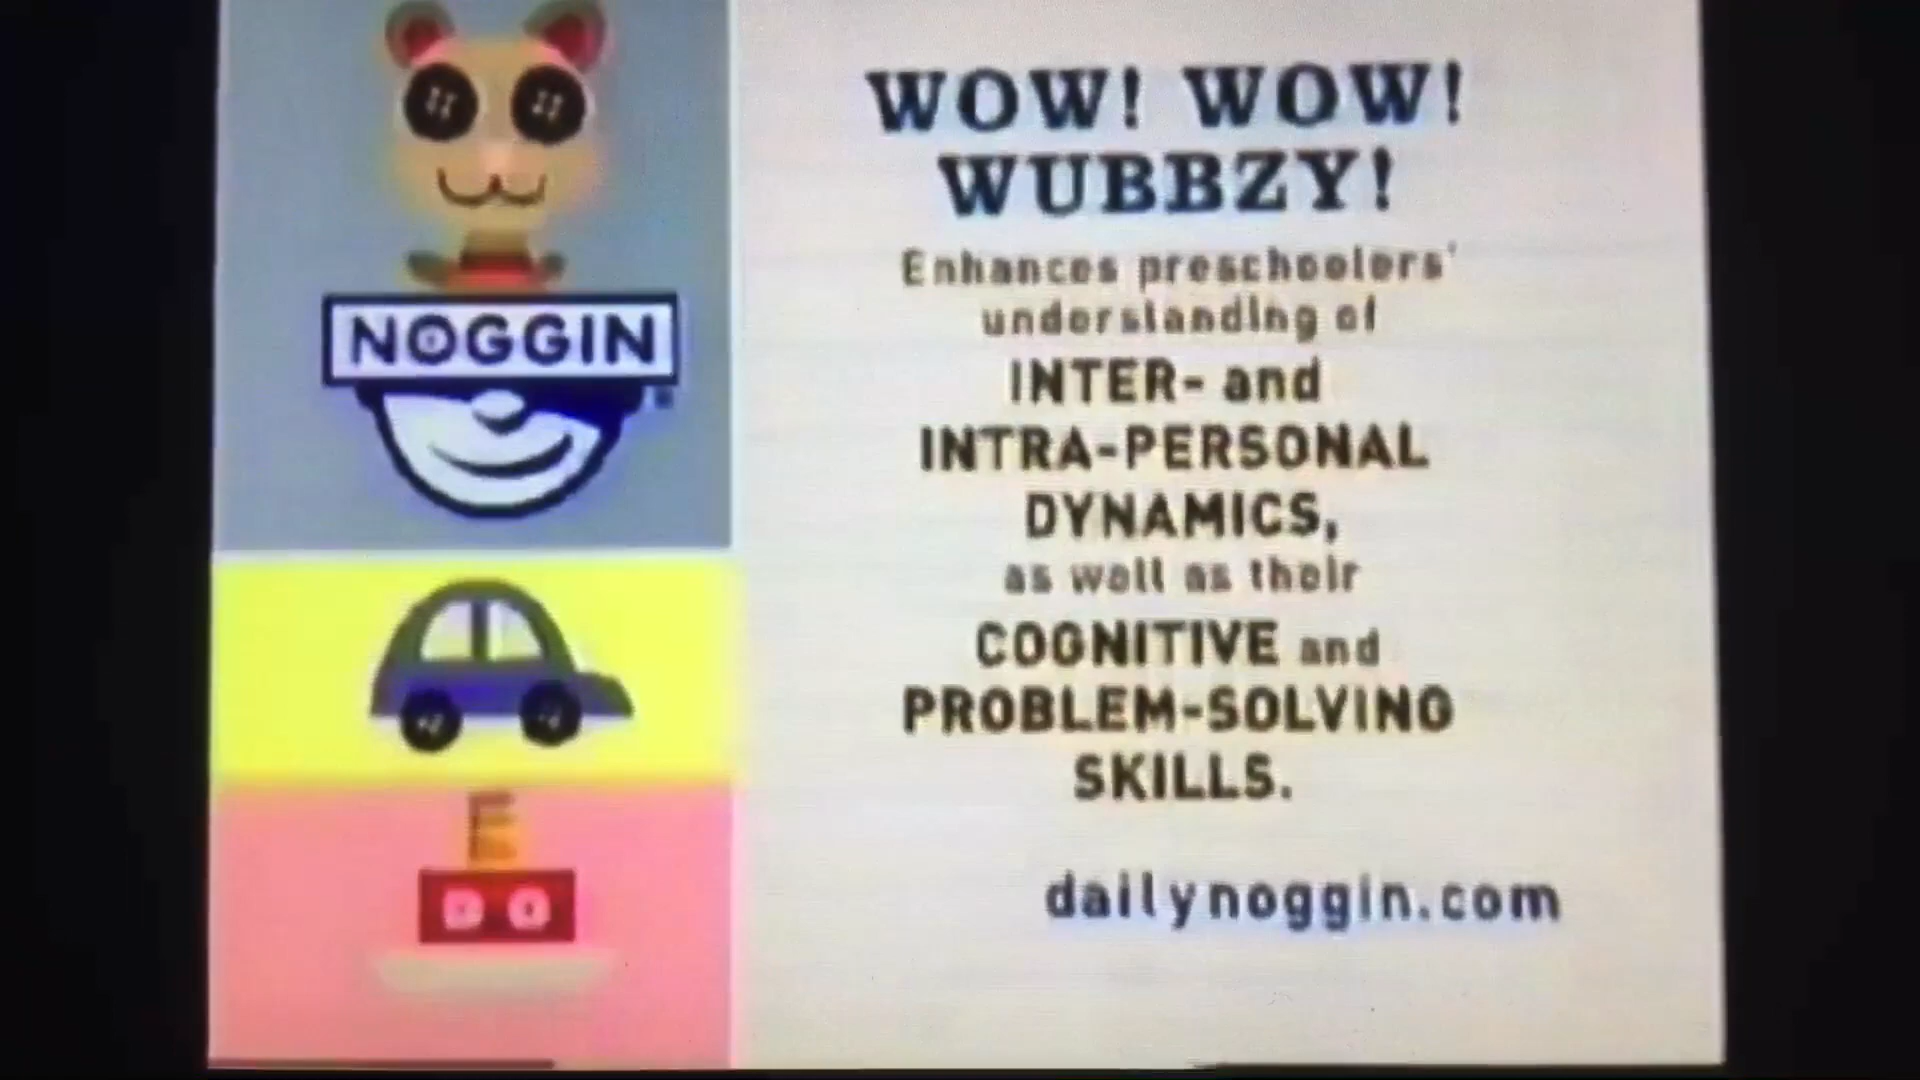 NOGGIN
E
D O
WOW! WOW!
WUBBZY!
Enhances preschoolers'
understanding of
INTER- and
INTRA-PERSONAL
DYNAMICS,
as well as their
COGNITIVE and
PROBLEM-SOLVING
SKILLS.
dailynoggin.com